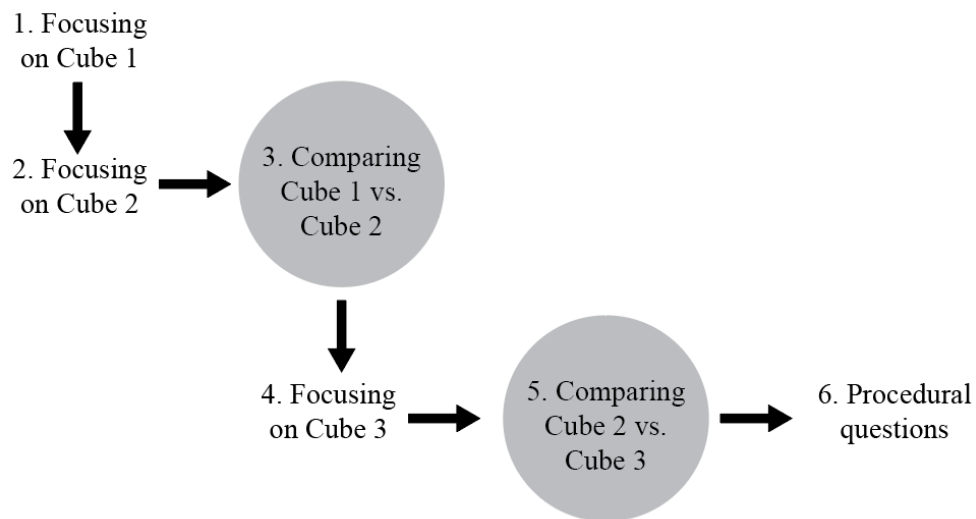 1. Focusing
on Cube 1
2. Focusing
on Cube 2
3. Comparing
Cube 1 vs.
Cube 2
4. Focusing
on Cube 3
5. Comparing
Cube 2 vs.
Cube 3
6. Procedural
questions